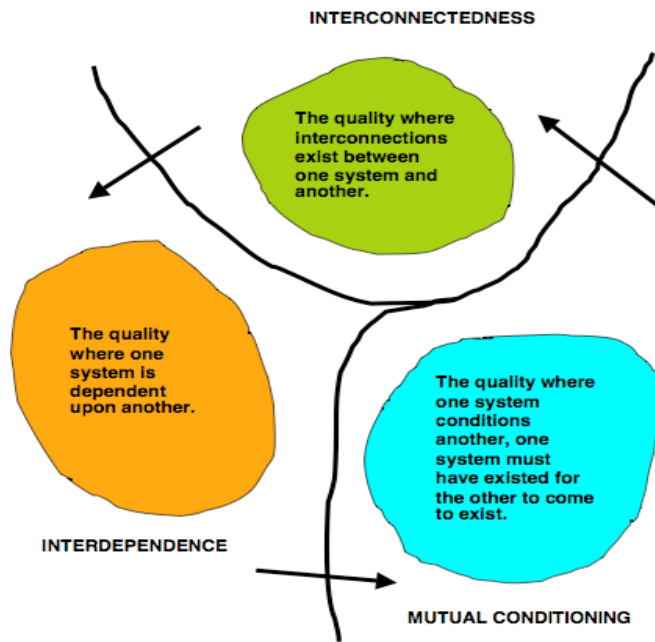 INTERCONNECTEDNESS
The quality where
interconnections
exist between
one system and
another.
The quality
where one
system is
dependent
upon another.
INTERDEPENDENCE
The quality where
one system
conditions
another, one
system must
have existed for
the other to come
to exist.
MUTUAL CONDITIONING